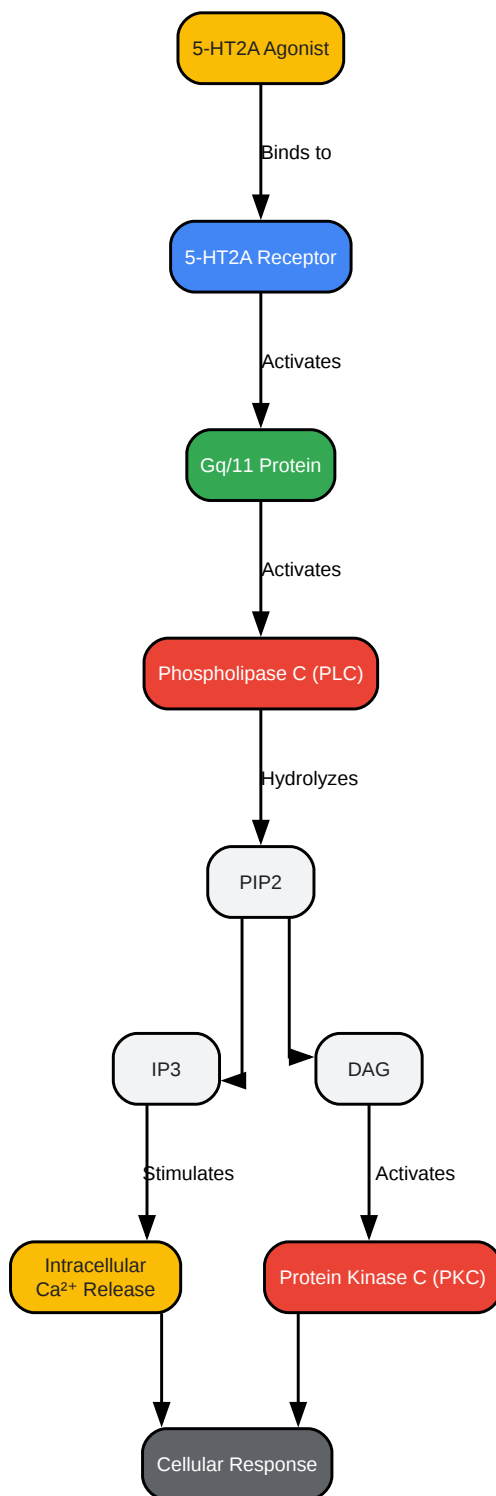 5-HT2A Agonist
Binds to
5-HT2A Receptor
Activates
Gq/11 Protein
Activates
Phospholipase C (PLC)
Hydrolyzes
PIP2
IP3
DAG
Stimulates
Activates
Intracellular
Ca²⁺ Release
Protein Kinase C (PKC)
Cellular Response